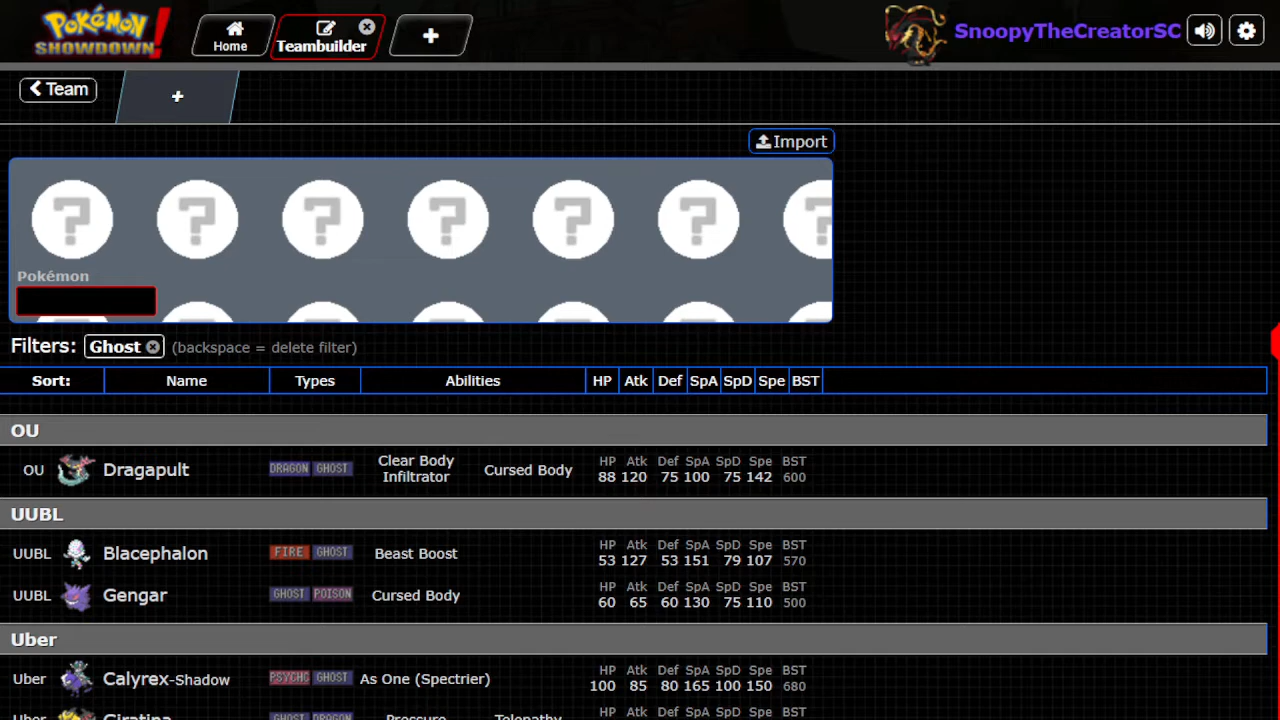 Pokémon
SHOWDOWN!
Home
Teambuilder
+
SnoopyTheCreatorSC
Team
+
Import
? ? ? ? ? ? ?
Pokémon
Filters: Ghost (backspace = delete filter)
Sort: Name Types Abilities HP Atk Def SpA SpD Spe BST
OU
OU Dragapult DRAGON GHOST Clear Body Infiltrator Cursed Body HP 88 Atk 120 Def 75 SpA 100 SpD 75 Spe 142 BST 600
UUBL
UUBL Blacephalon FIRE GHOST Beast Boost HP 53 Atk 127 Def 53 SpA 151 SpD 79 Spe 107 BST 570
UUBL Gengar GHOST POISON Cursed Body HP 60 Atk 65 Def 60 SpA 130 SpD 75 Spe 110 BST 500
Uber
Uber Calyrex-Shadow PSYCHC GHOST As One (Spectrier) HP 100 Atk 85 Def 80 SpA 165 SpD 100 Spe 150 BST 680
Uber Giratina GHOST DRAGON Pressure Telepathy HP Atk Def SpA SpD Spe BST